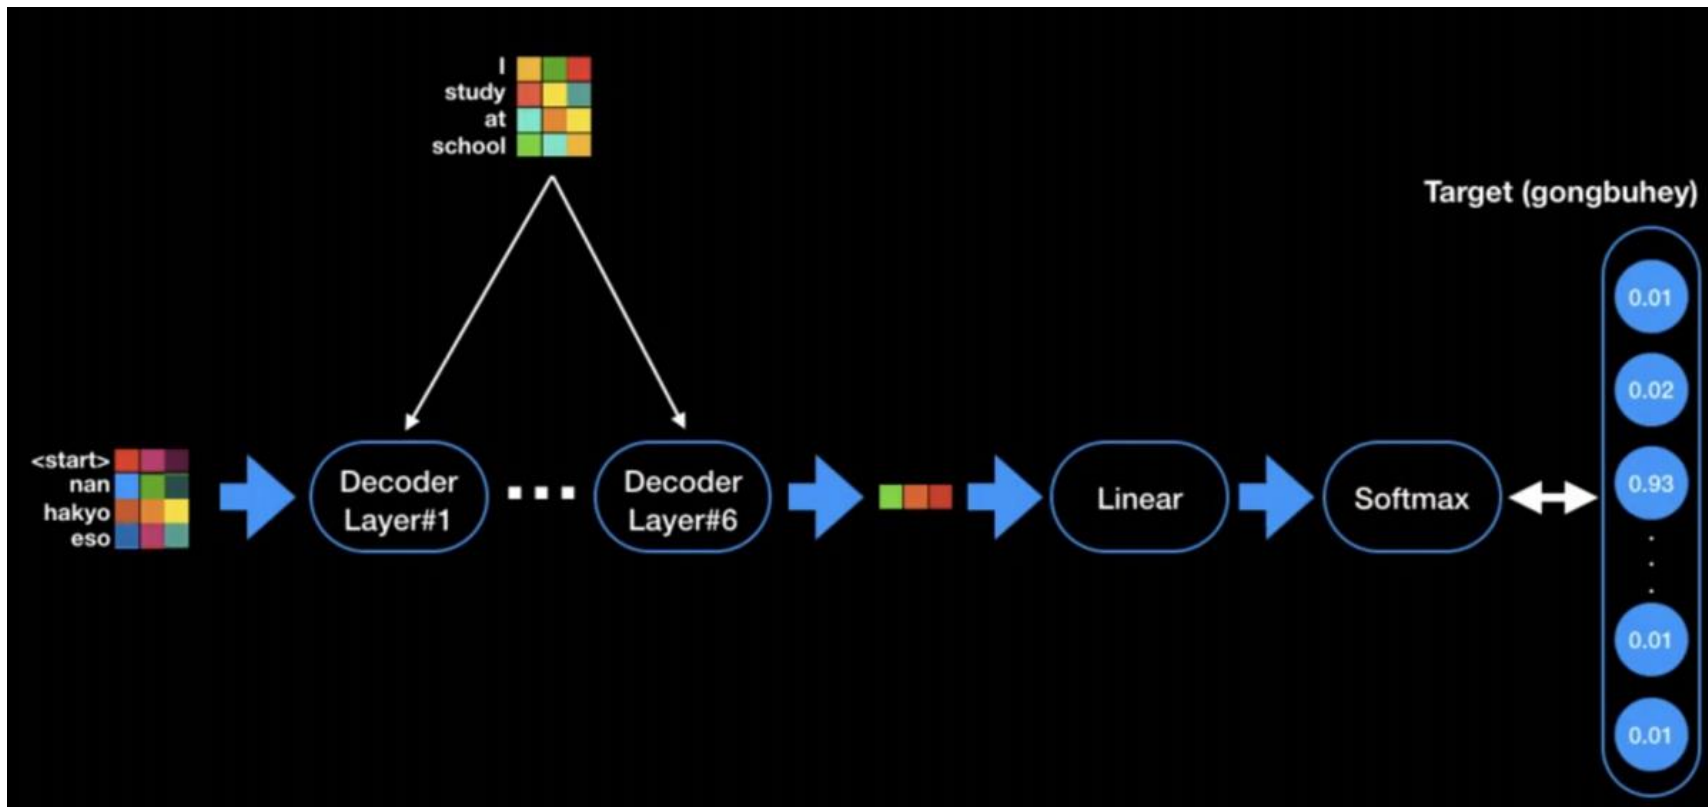 I
study
at
school
Target (gongbuhey)
<start>
nan
hakyo
eso
Decoder
Layer#1
Decoder
Layer#6
Linear
Softmax
0.01
0.02
0.93
0.01
0.01